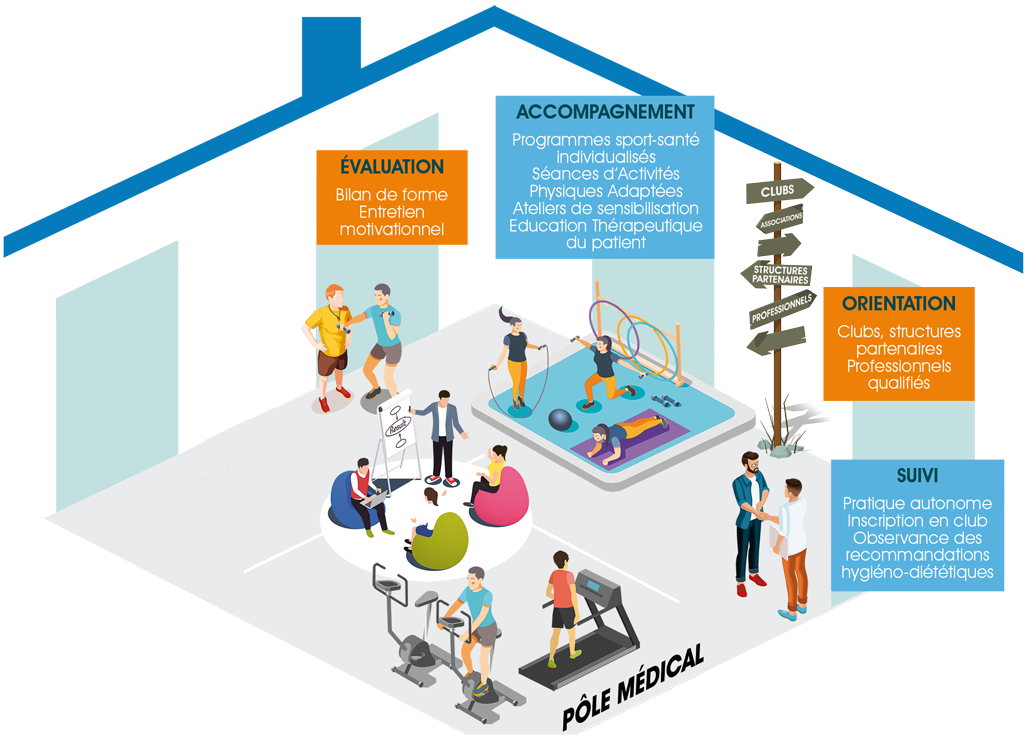 ACCOMPAGNEMENT
Programmes sport-santé
individualisés
Séances d'Activités
Physiques Adaptées
Ateliers de sensibilisation
Education Thérapeutique
du patient
ÉVALUATION
Bilan de forme
Entretien
motivationnel
CLUBS
ASSOCIATIONS
STRUCTURES
PARTENAIRES
PROFESSIONNELS
ORIENTATION
Clubs, structures
partenaires
Professionnels
qualifiés
Result
SUIVI
Pratique autonome
Inscription en club
Observance des
recommandations
hygiéno-diététiques
PÔLE MÉDICAL